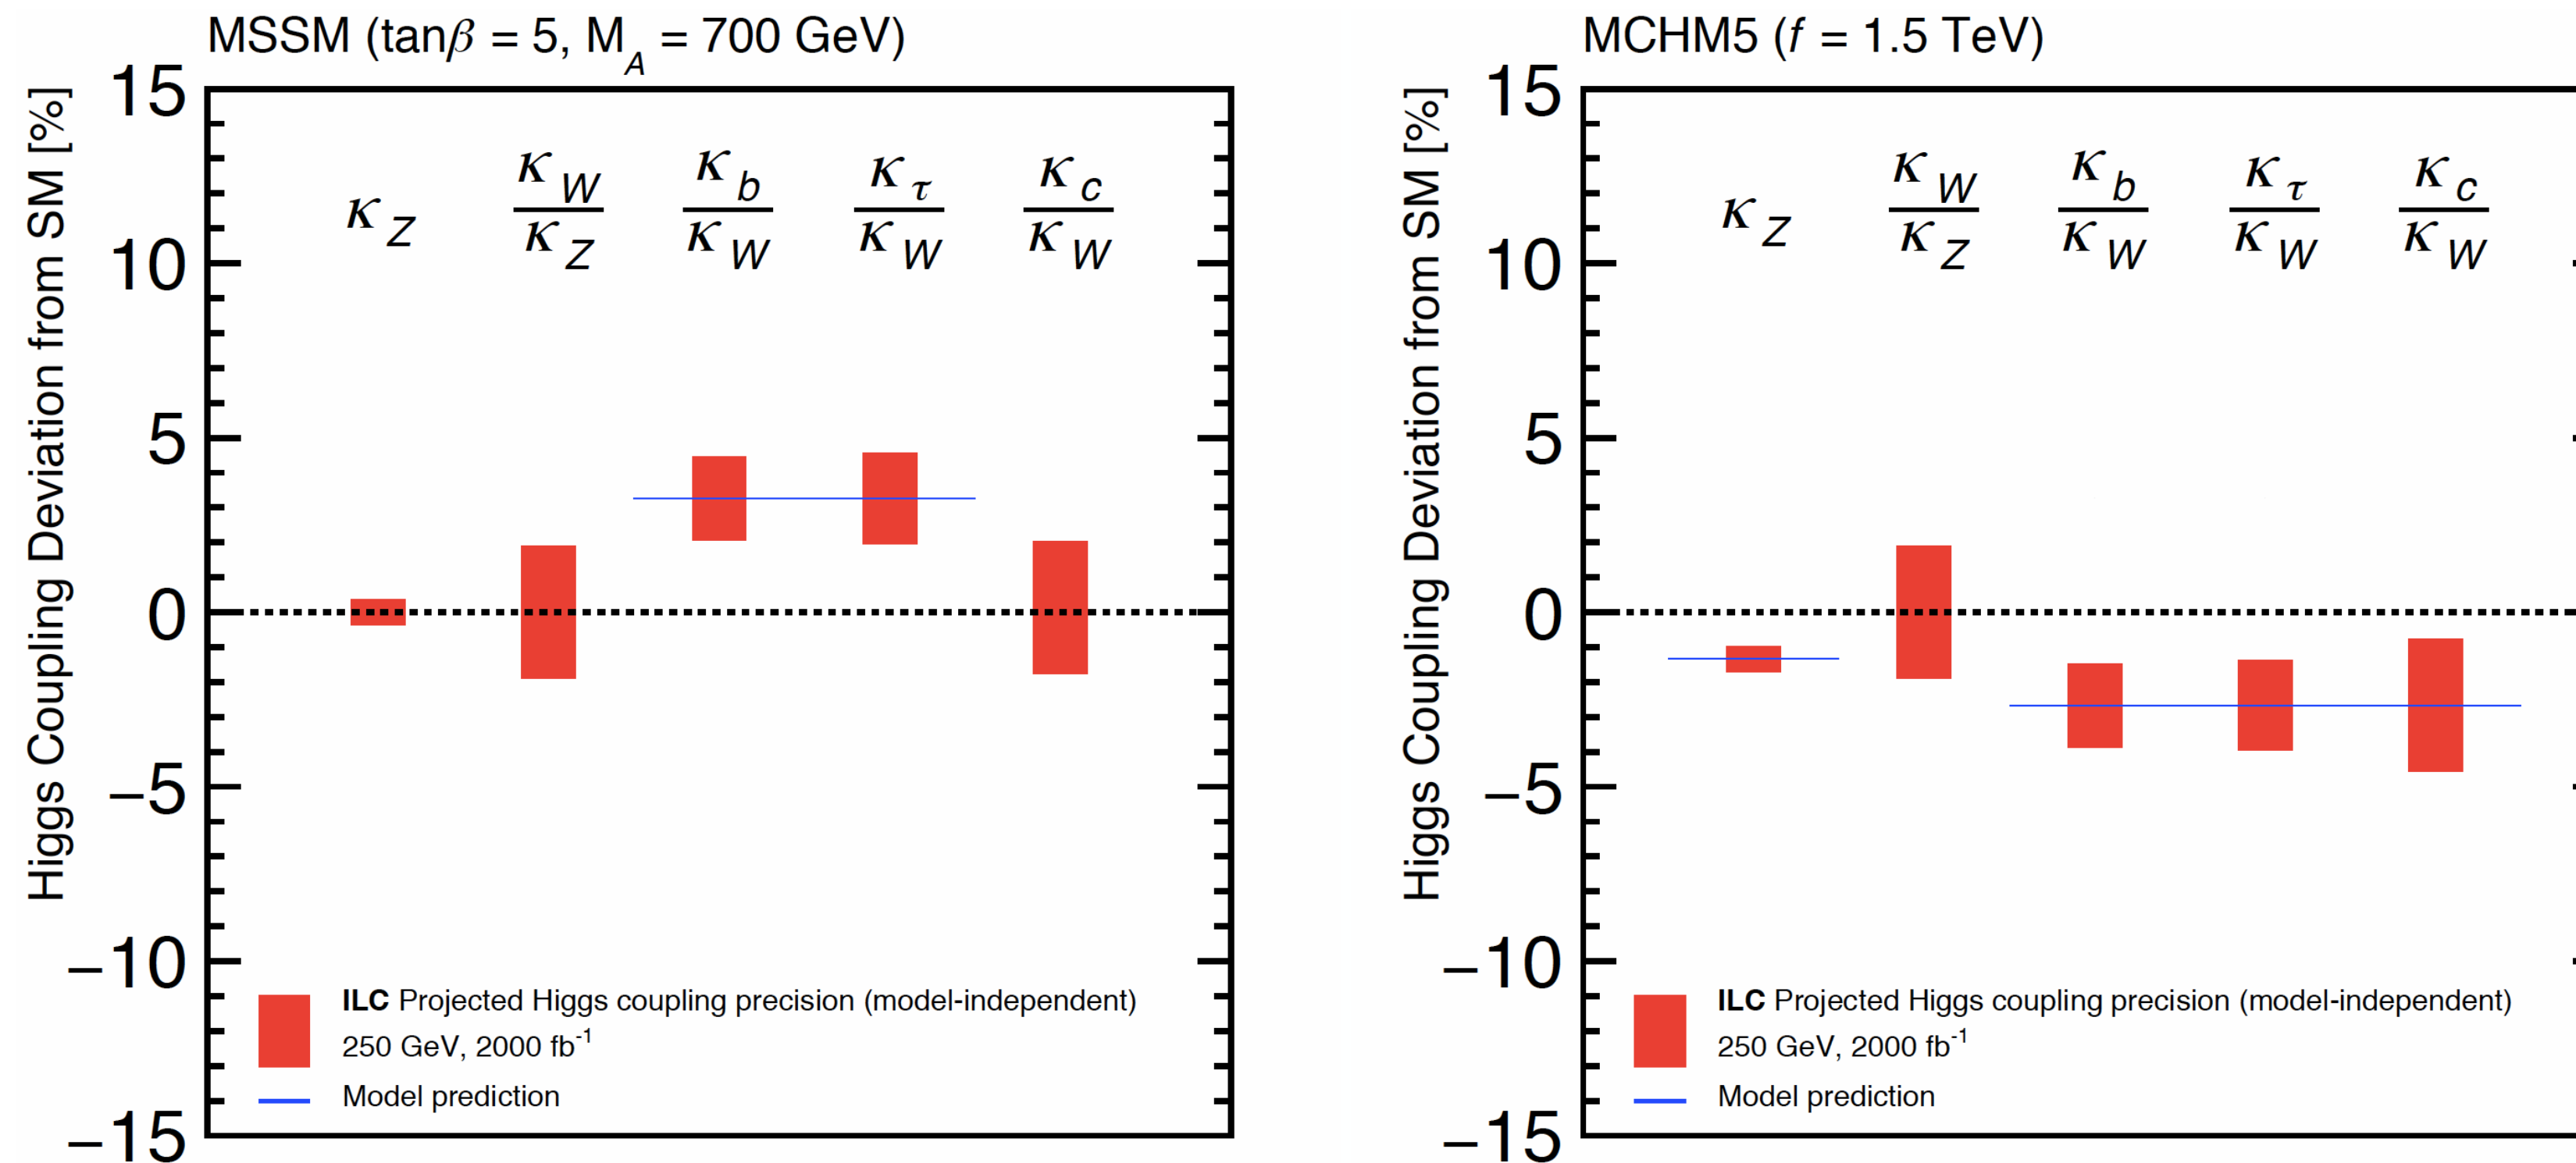 MSSM (tanβ = 5, M_A = 700 GeV)
Higgs Coupling Deviation from SM [%]
15
10
5
0
−5
−10
−15
κ_Z
κ_W
κ_Z
κ_b
κ_W
κ_τ
κ_W
κ_c
κ_W
ILC Projected Higgs coupling precision (model-independent)
250 GeV, 2000 fb⁻¹
Model prediction
MCHM5 (f = 1.5 TeV)
Higgs Coupling Deviation from SM [%]
15
10
5
0
−5
−10
−15
κ_Z
κ_W
κ_Z
κ_b
κ_W
κ_τ
κ_W
κ_c
κ_W
ILC Projected Higgs coupling precision (model-independent)
250 GeV, 2000 fb⁻¹
Model prediction